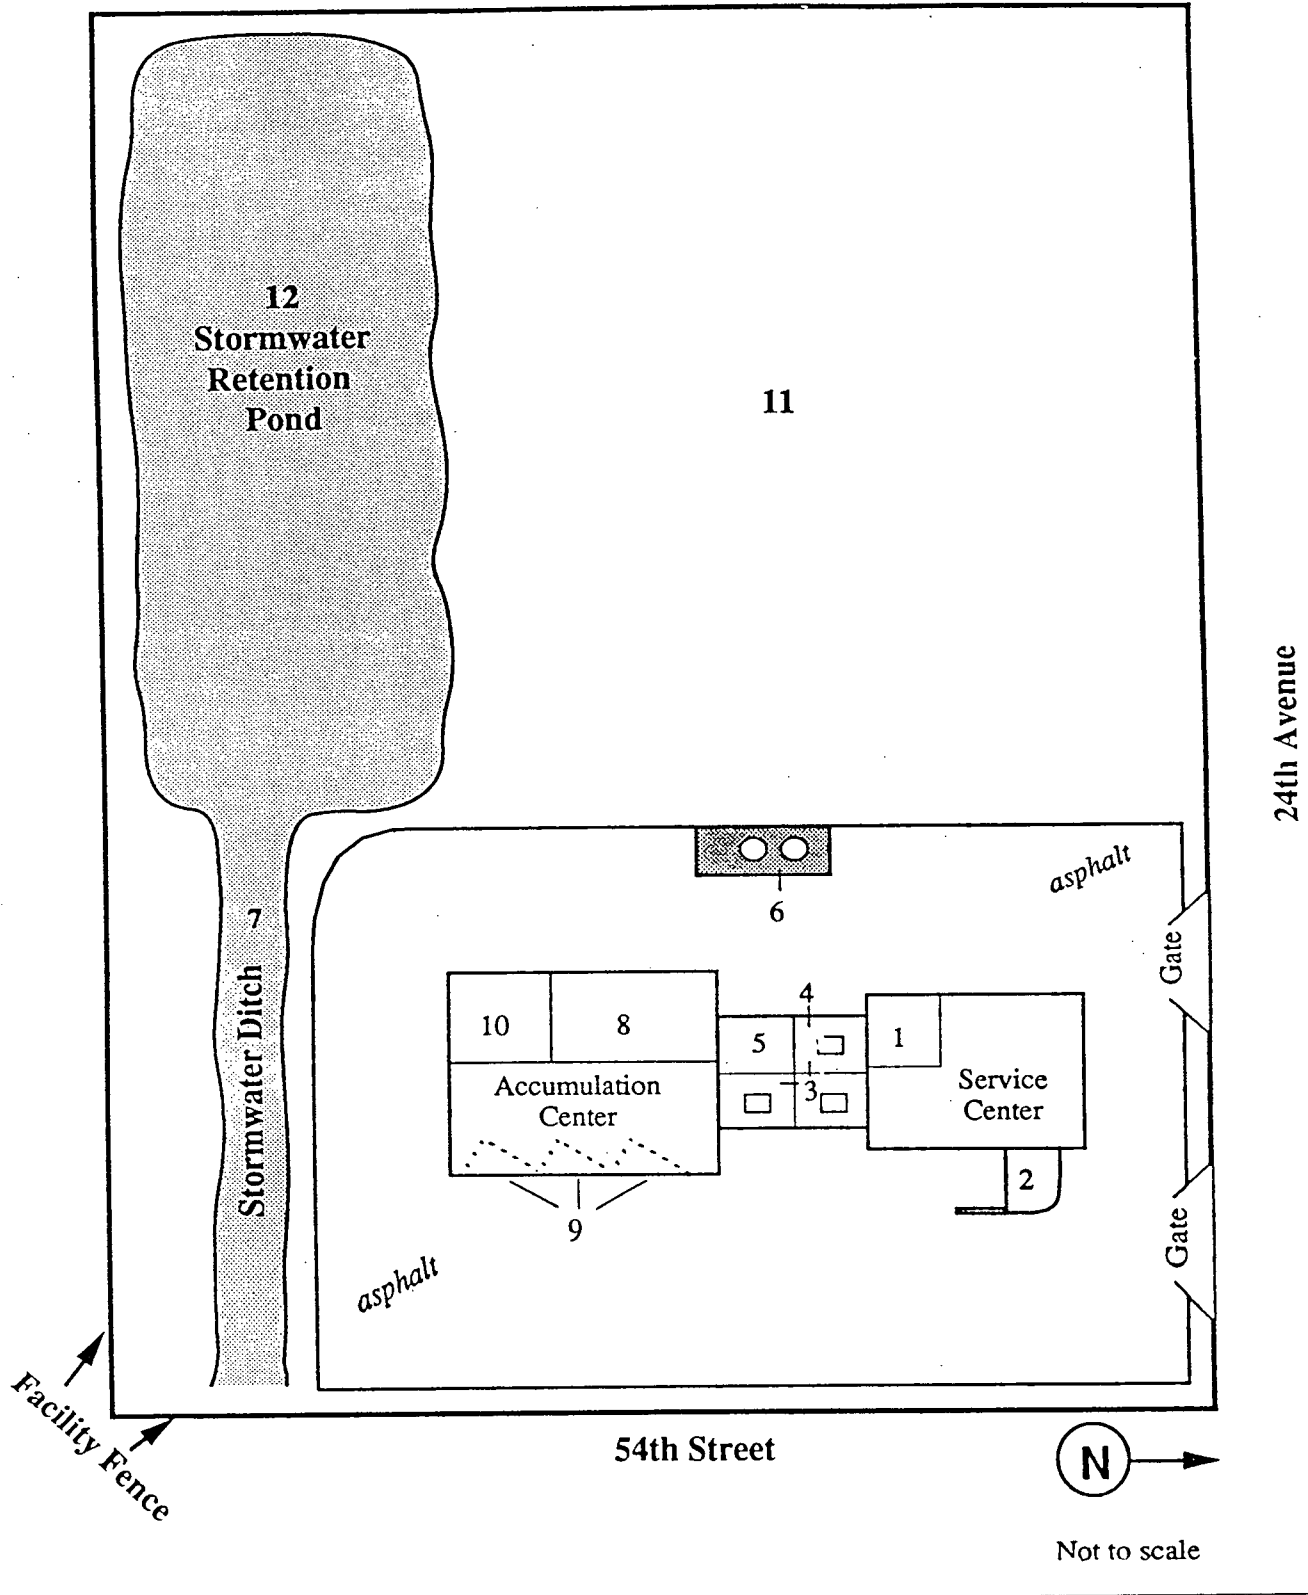 12
Stormwater
Retention
Pond
11
24th Avenue
asphalt
6
7
Stormwater Ditch
Gate
4
10
8
5
1
3
Accumulation
Center
Service
Center
2
9
Gate
asphalt
Facility Fence
54th Street
N
Not to scale